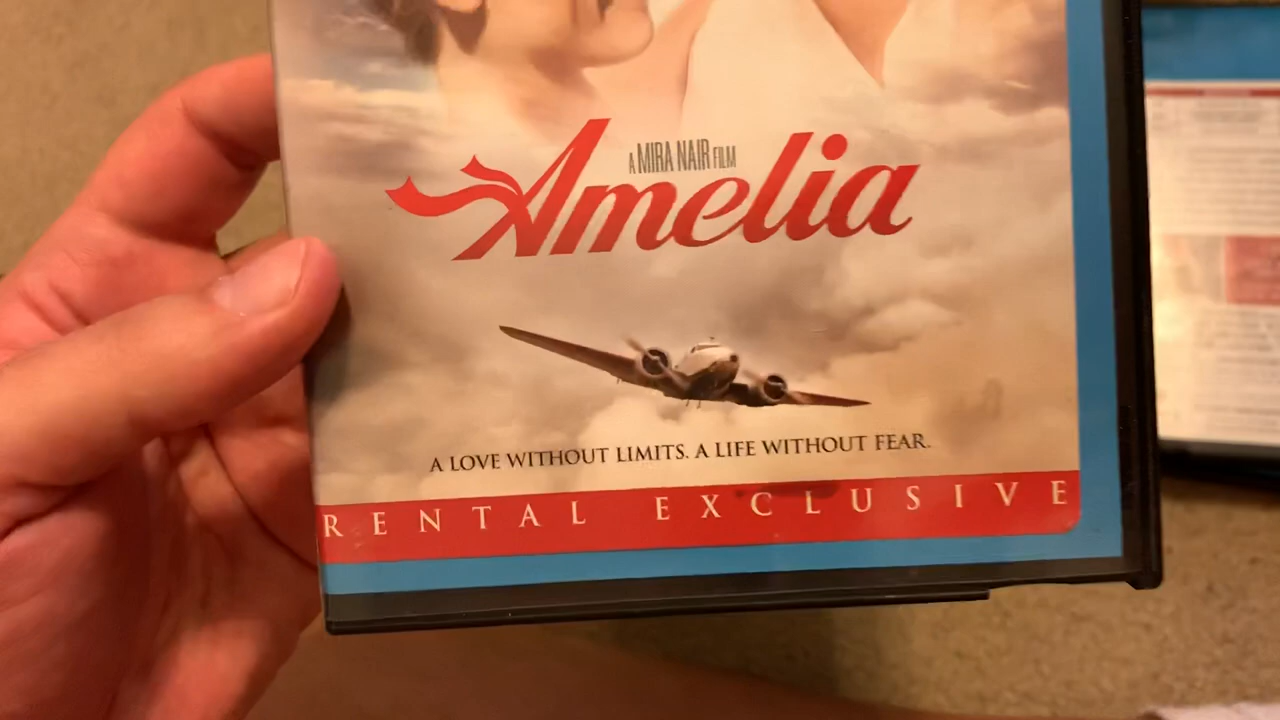 A MIRA NAIR FILM
Amelia
A LOVE WITHOUT LIMITS. A LIFE WITHOUT FEAR.
RENTAL EXCLUSIVE